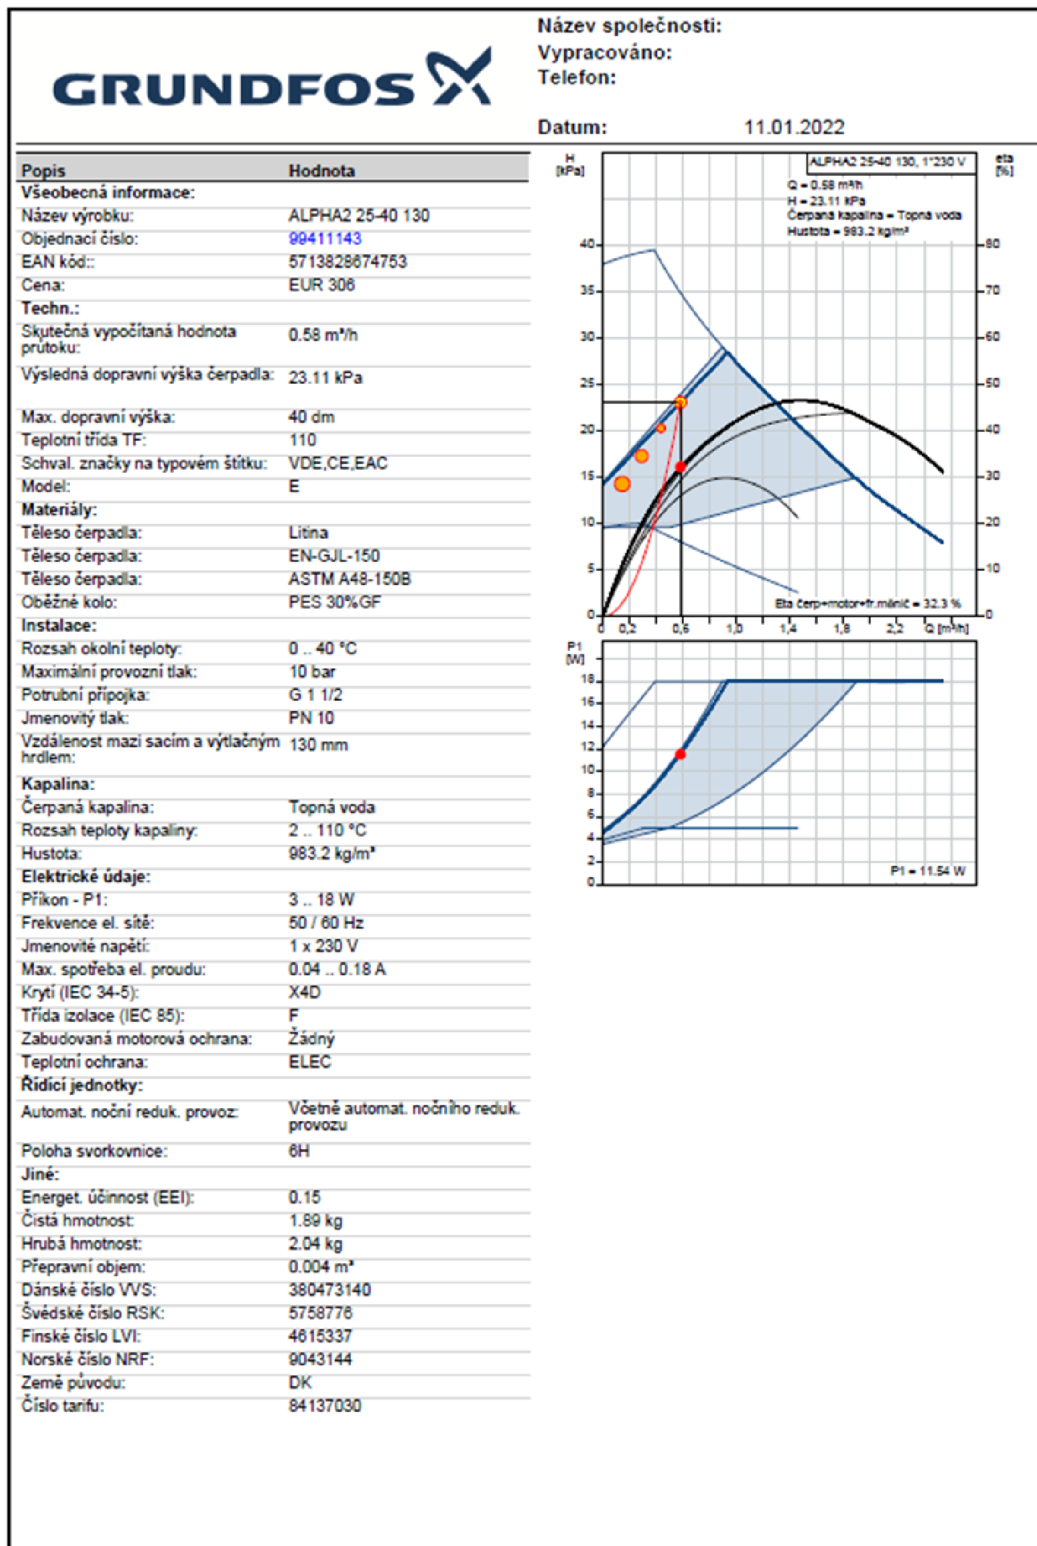 GRUNDFOS
Název společnosti:
Vypracováno:
Telefon:
Datum: 11.01.2022
Popis Hodnota
Všeobecná informace:
Název výrobku: ALPHA2 25-40 130
Objednací číslo: 99411143
EAN kód:: 5713828674753
Cena: EUR 306
Techn.:
Skutečná vypočítaná hodnota
průtoku: 0.58 m³/h
Výsledná dopravní výška čerpadla: 23.11 kPa
Max. dopravní výška: 40 dm
Teplotní třída TF: 110
Schval. značky na typovém štítku: VDE,CE,EAC
Model: E
Materiály:
Těleso čerpadla: Litina
Těleso čerpadla: EN-GJL-150
Těleso čerpadla: ASTM A48-150B
Oběžné kolo: PES 30%GF
Instalace:
Rozsah okolní teploty: 0 .. 40 °C
Maximální provozní tlak: 10 bar
Potrubní přípojka: G 1 1/2
Jmenovitý tlak: PN 10
Vzdálenost mazi sacím a výtlačným
hrdlem: 130 mm
Kapalina:
Čerpaná kapalina: Topná voda
Rozsah teploty kapaliny: 2 .. 110 °C
Hustota: 983.2 kg/m³
Elektrické údaje:
Příkon - P1: 3 .. 18 W
Frekvence el. sítě: 50 / 60 Hz
Jmenovité napětí: 1 x 230 V
Max. spotřeba el. proudu: 0.04 .. 0.18 A
Krytí (IEC 34-5): X4D
Třída izolace (IEC 85): F
Zabudovaná motorová ochrana: Žádný
Teplotní ochrana: ELEC
Řídicí jednotky:
Automat. noční reduk. provoz: Včetně automat. nočního reduk.
provozu
Poloha svorkovnice: 6H
Jiné:
Energet. účinnost (EEI): 0.15
Čistá hmotnost: 1.89 kg
Hrubá hmotnost: 2.04 kg
Přepravní objem: 0.004 m³
Dánské číslo VVS: 380473140
Švédské číslo RSK: 5758776
Finské číslo LVI: 4615337
Norské číslo NRF: 9043144
Země původu: DK
Číslo tarifu: 84137030
H
[kPa]
ALPHA2 25-40 130, 1*230 V
eta
[%]
Q = 0.58 m³/h
H = 23.11 kPa
Čerpaná kapalina = Topná voda
Hustota = 983.2 kg/m³
40 80
35 70
30 60
25 50
20 40
15 30
10 20
5 10
Eta čerp+motor+fr.měnič = 32.3 %
0 0
0 0,2 0,6 1,0 1,4 1,8 2,2 Q [m³/h]
P1
[W]
18
16
14
12
10
8
6
4
2
P1 = 11.54 W
0